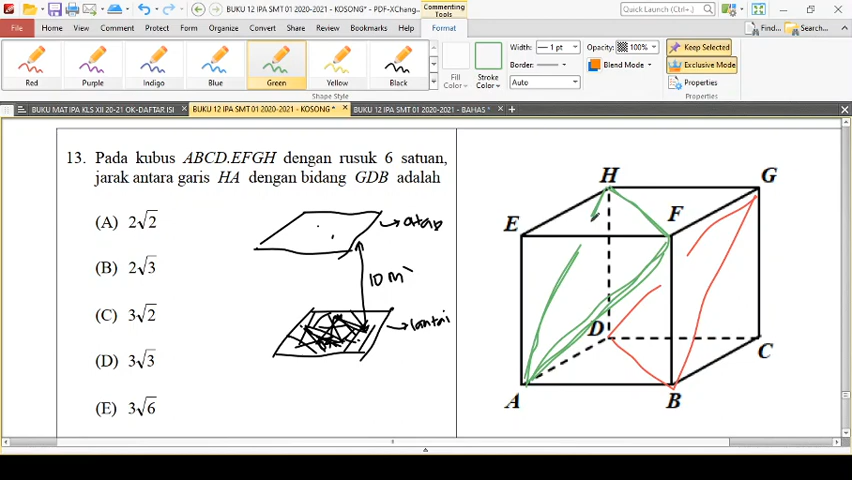 BUKU 12 IPA SMT 01 2020-2021 - KOSONG* - PDF-XChang
Commenting Tools
File Home View Comment Protect Form Organize Convert Share Review Bookmarks Help Format
Find... Search...
Red Purple Indigo Blue Green Yellow Black
Shape Style
Fill Color Stroke Color
Width: 1 pt Opacity: 100%
Border: Blend Mode
Auto
Keep Selected
Exclusive Mode
Properties
Properties
BUKU MAT IPA KLS XII 20-21 OK-DAFTAR ISI BUKU 12 IPA SMT 01 2020-2021 - KOSONG * BUKU 12 IPA SMT 01 2020-2021 - BAHAS *
13. Pada kubus ABCD.EFGH dengan rusuk 6 satuan,
jarak antara garis HA dengan bidang GDB adalah
(A) 2√2
(B) 2√3
(C) 3√2
(D) 3√3
(E) 3√6
atap
10 m
lantai
H G
E F
D C
A B